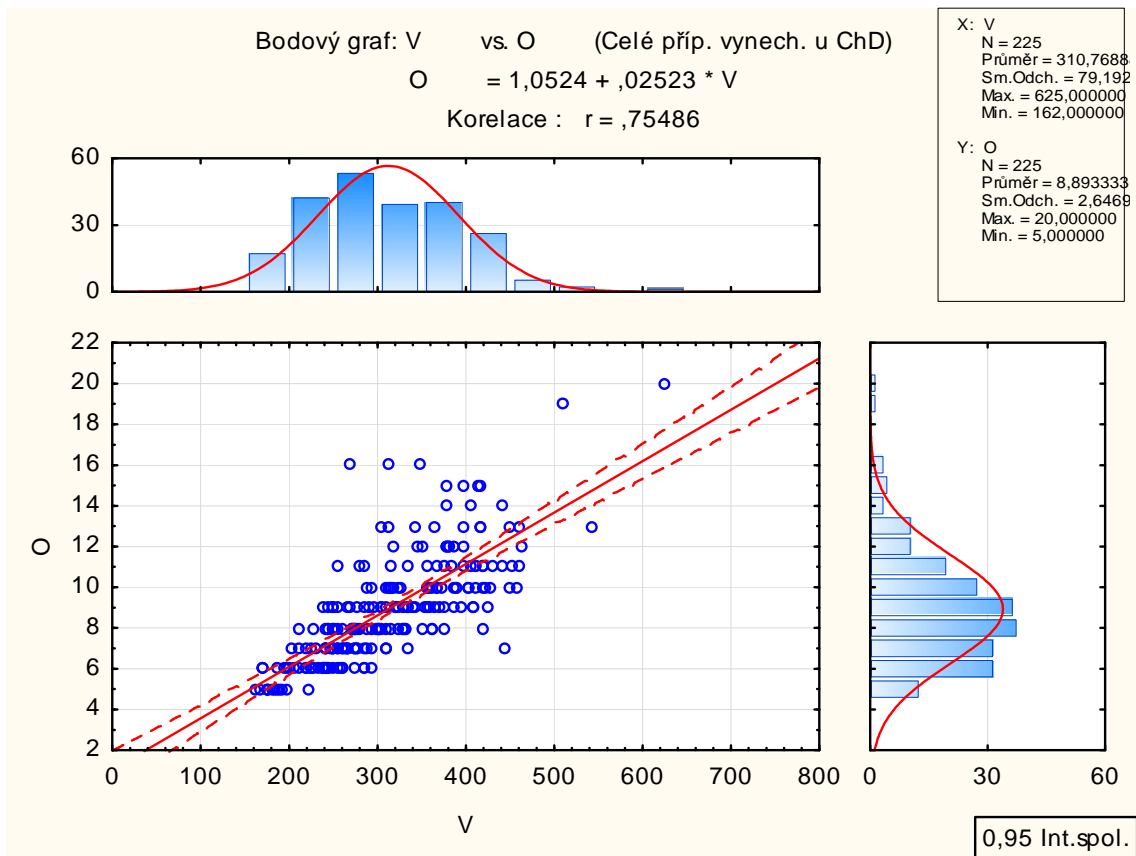 Bodový graf: V vs. O (Celé příp. vynech. u ChD)
O = 1,0524 + ,02523 * V
Korelace : r = ,75486
X: V
N = 225
Průměr = 310,7688
Sm.Odch. = 79,192
Max. = 625,000000
Min. = 162,000000
Y: O
N = 225
Průměr = 8,893333
Sm.Odch. = 2,6469
Max. = 20,000000
Min. = 5,000000
60
30
0
22
20
18
16
14
12
10
8
6
4
2
O
0 100 200 300 400 500 600 700 800
V
0 30 60
0,95 Int.spol.